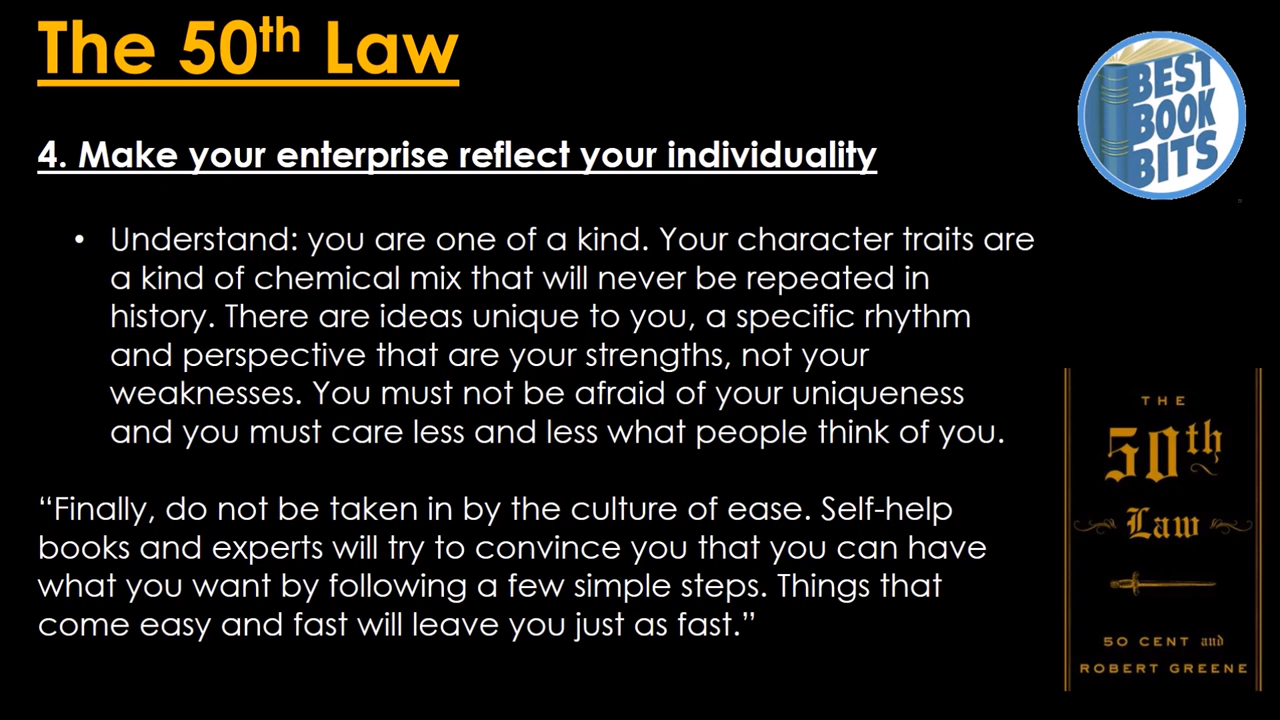 The 50th Law
BEST
BOOK
BITS
4. Make your enterprise reflect your individuality
• Understand: you are one of a kind. Your character traits are
a kind of chemical mix that will never be repeated in
history. There are ideas unique to you, a specific rhythm
and perspective that are your strengths, not your
weaknesses. You must not be afraid of your uniqueness
and you must care less and less what people think of you.
“Finally, do not be taken in by the culture of ease. Self-help
books and experts will try to convince you that you can have
what you want by following a few simple steps. Things that
come easy and fast will leave you just as fast.”
THE
50th
Law
50 CENT and
ROBERT GREENE